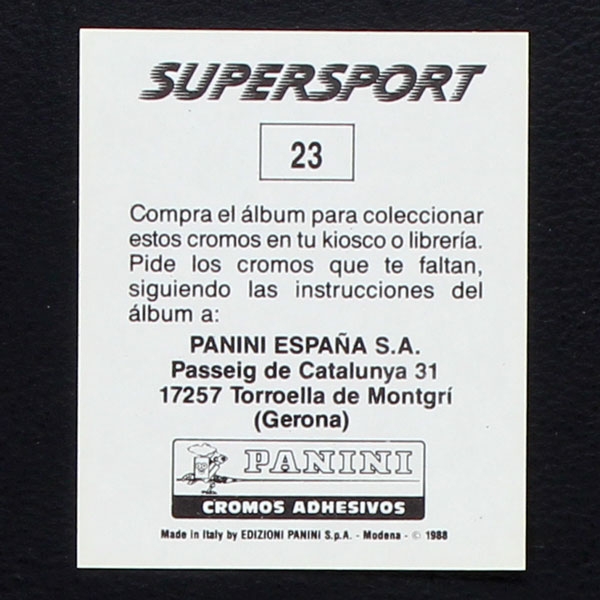 SUPERSPORT
23
Compra el álbum para coleccionar
estos cromos en tu kiosco o librería.
Pide los cromos que te faltan,
siguiendo las instrucciones del
álbum a:
PANINI ESPAÑA S.A.
Passeig de Catalunya 31
17257 Torroella de Montgrí
(Gerona)
PANINI
CROMOS ADHESIVOS
Made in Italy by EDIZIONI PANINI S.p.A. - Modena - © 1988